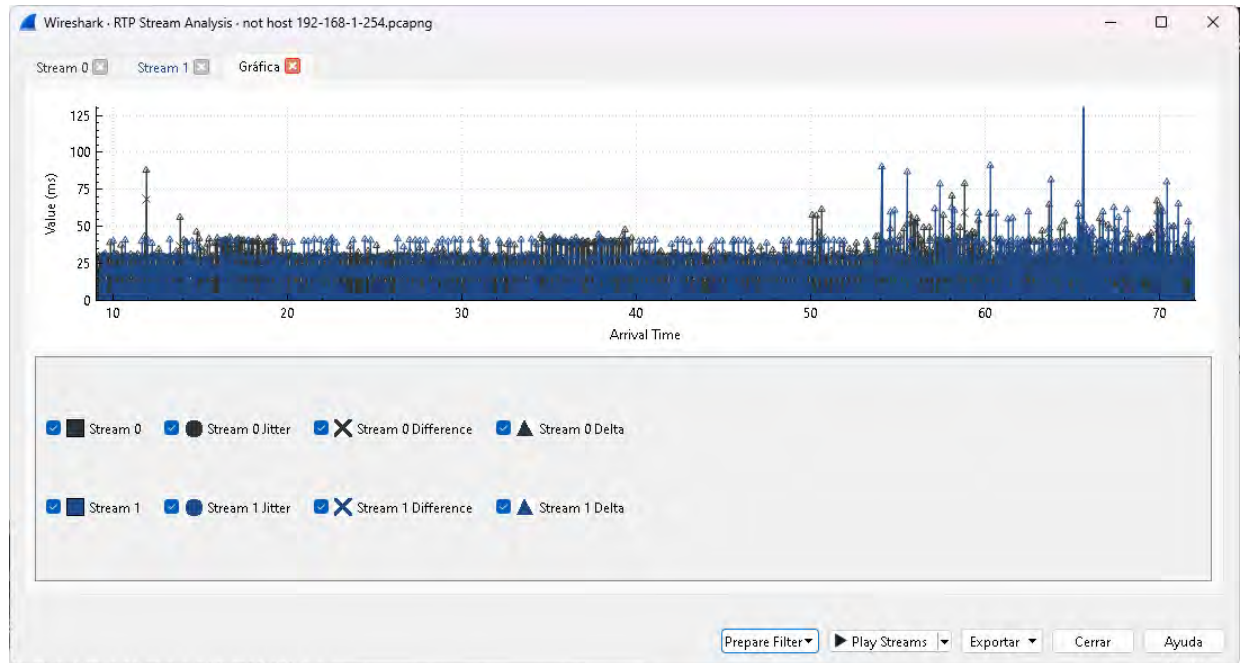 Wireshark · RTP Stream Analysis · not host 192-168-1-254.pcapng
Stream 0 Stream 1 Gráfica
125
100
75
50
25
0
Value (ms)
10 20 30 40 50 60 70
Arrival Time
Stream 0 Stream 0 Jitter Stream 0 Difference Stream 0 Delta
Stream 1 Stream 1 Jitter Stream 1 Difference Stream 1 Delta
Prepare Filter Play Streams Exportar Cerrar Ayuda